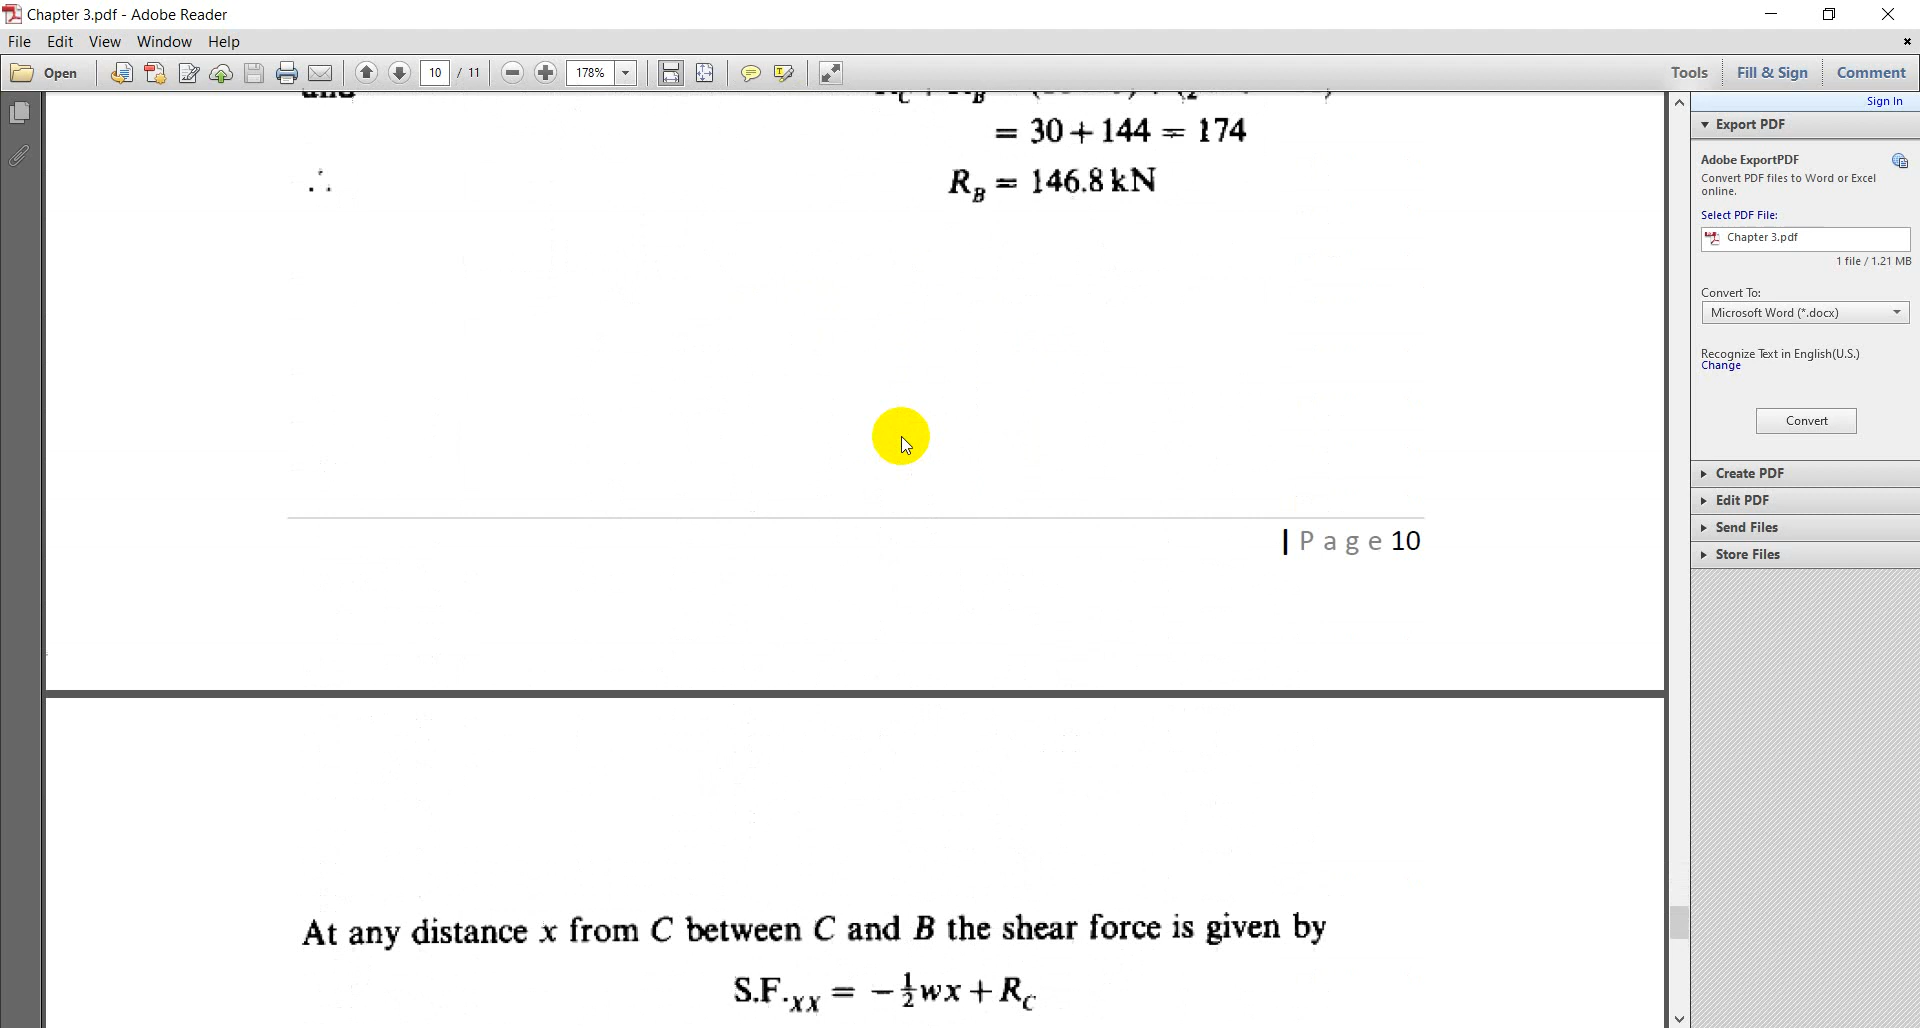 Chapter 3.pdf - Adobe Reader
File Edit View Window Help
Open 10 / 11 178% Tools Fill & Sign Comment
Sign In
Export PDF
Adobe ExportPDF
Convert PDF files to Word or Excel
online.
Select PDF File:
Chapter 3.pdf
1 file / 1.21 MB
Convert To:
Microsoft Word (*.docx)
Recognize Text in English(U.S.)
Change
Convert
Create PDF
Edit PDF
Send Files
Store Files
and
= 30 + 144 = 174
∴ R_B = 146.8 kN
| P a g e 10
At any distance x from C between C and B the shear force is given by
S.F._XX = − ½wx + R_C